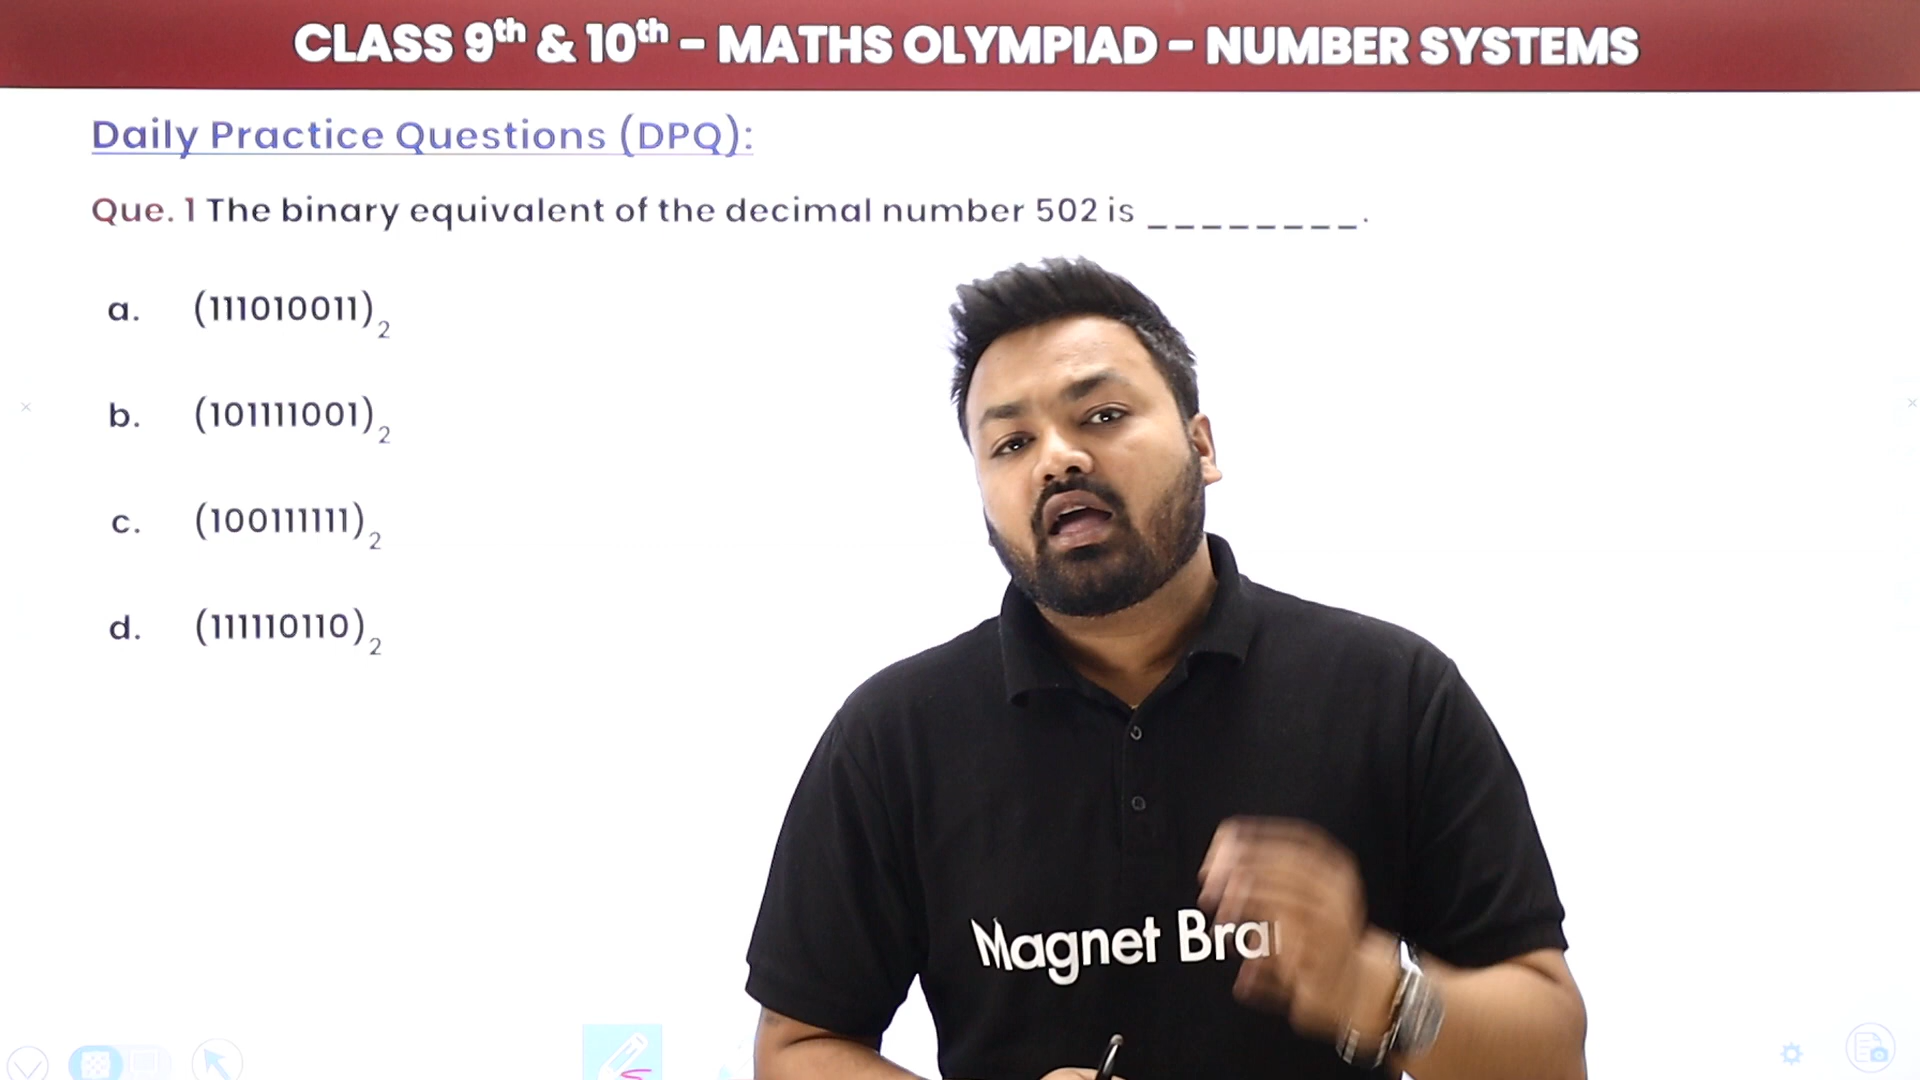 CLASS 9th & 10th – MATHS OLYMPIAD – NUMBER SYSTEMS
Daily Practice Questions (DPQ):
Que. 1 The binary equivalent of the decimal number 502 is ________.
a. (111010011)2
b. (101111001)2
c. (100111111)2
d. (111110110)2
Magnet Bra